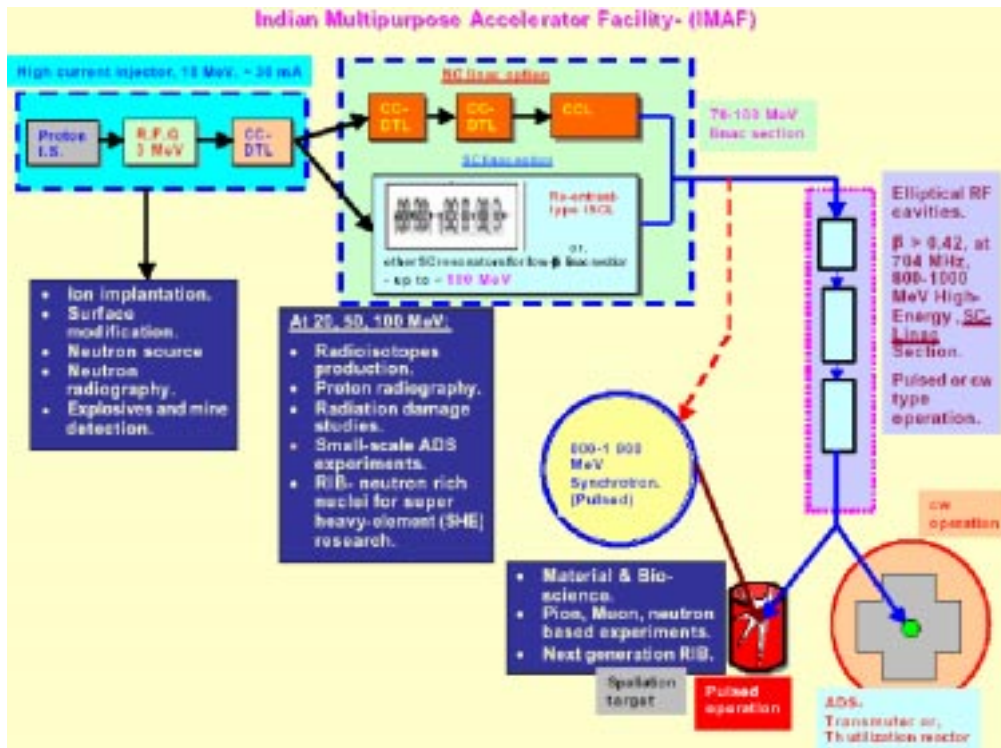 Indian Multipurpose Accelerator Facility- (IMAF)
High current injector, 10 MeV, ~ 30 mA
Proton
I.S.
R.F.Q
3 MeV
CC-
DTL
NC linac option
CC-
DTL
CC-
DTL
CCL
SC linac option
Re-entrant-
type ISCL
or,
other SC resonators for low-β linac section
- up to ~ 100 MeV
70-100 MeV
linac section
Elliptical RF
cavities.
β > 0.42, at
704 MHz,
800-1000
MeV High-
Energy, SC-
Linac
Section.
Pulsed or cw
type
operation.
• Ion implantation.
• Surface
modification.
• Neutron source
• Neutron
radiography.
• Explosives and mine
detection.
At 20, 50, 100 MeV:
• Radioisotopes
production.
• Proton radiography.
• Radiation damage
studies.
• Small-scale ADS
experiments.
• RIB- neutron rich
nuclei for super
heavy-element (SHE)
research.
MeV
Synchrotron.
(Pulsed)
• Material & Bio-
science.
• Pion, Muon, neutron
based experiments.
• Next generation RIB.
Spallation
target
Pulsed
operation
cw
operation
ADS-
Transmuter or,
Th utilization reactor